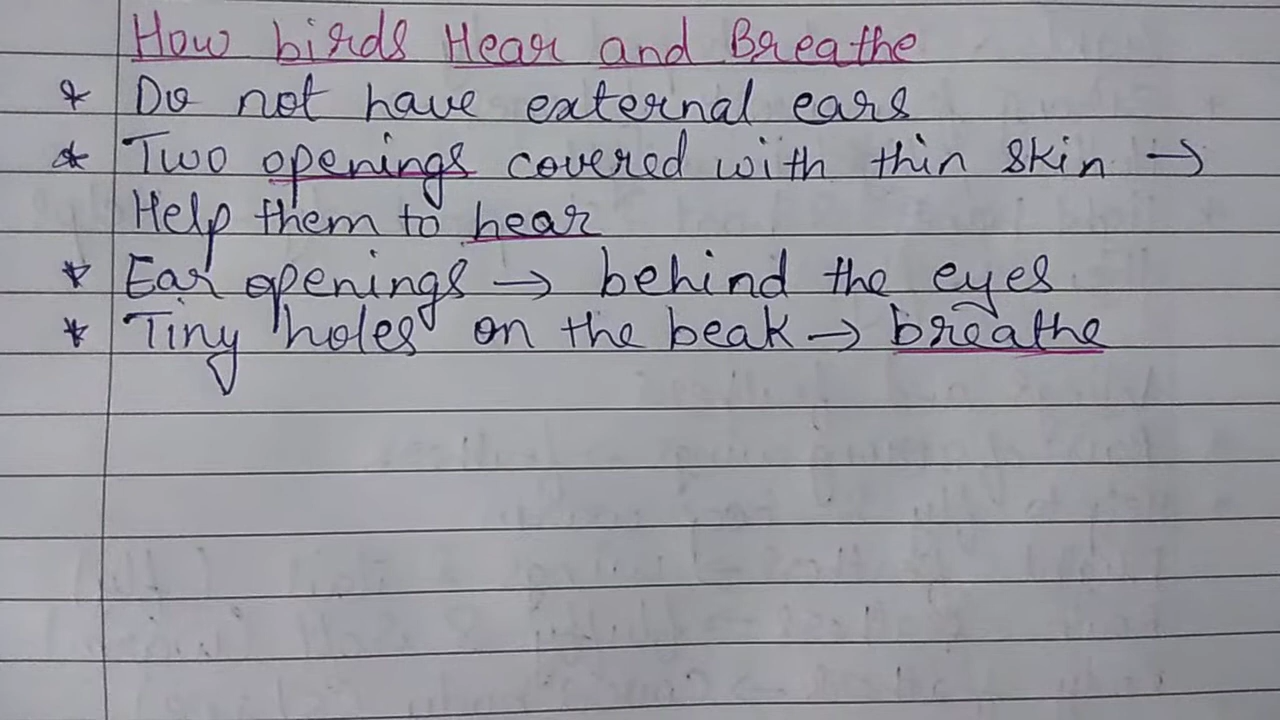 How birds Hear and Breathe
* Do not have external ears
* Two openings covered with thin skin →
Help them to hear
* Ear openings → behind the eyes
* Tiny holes on the beak → breathe